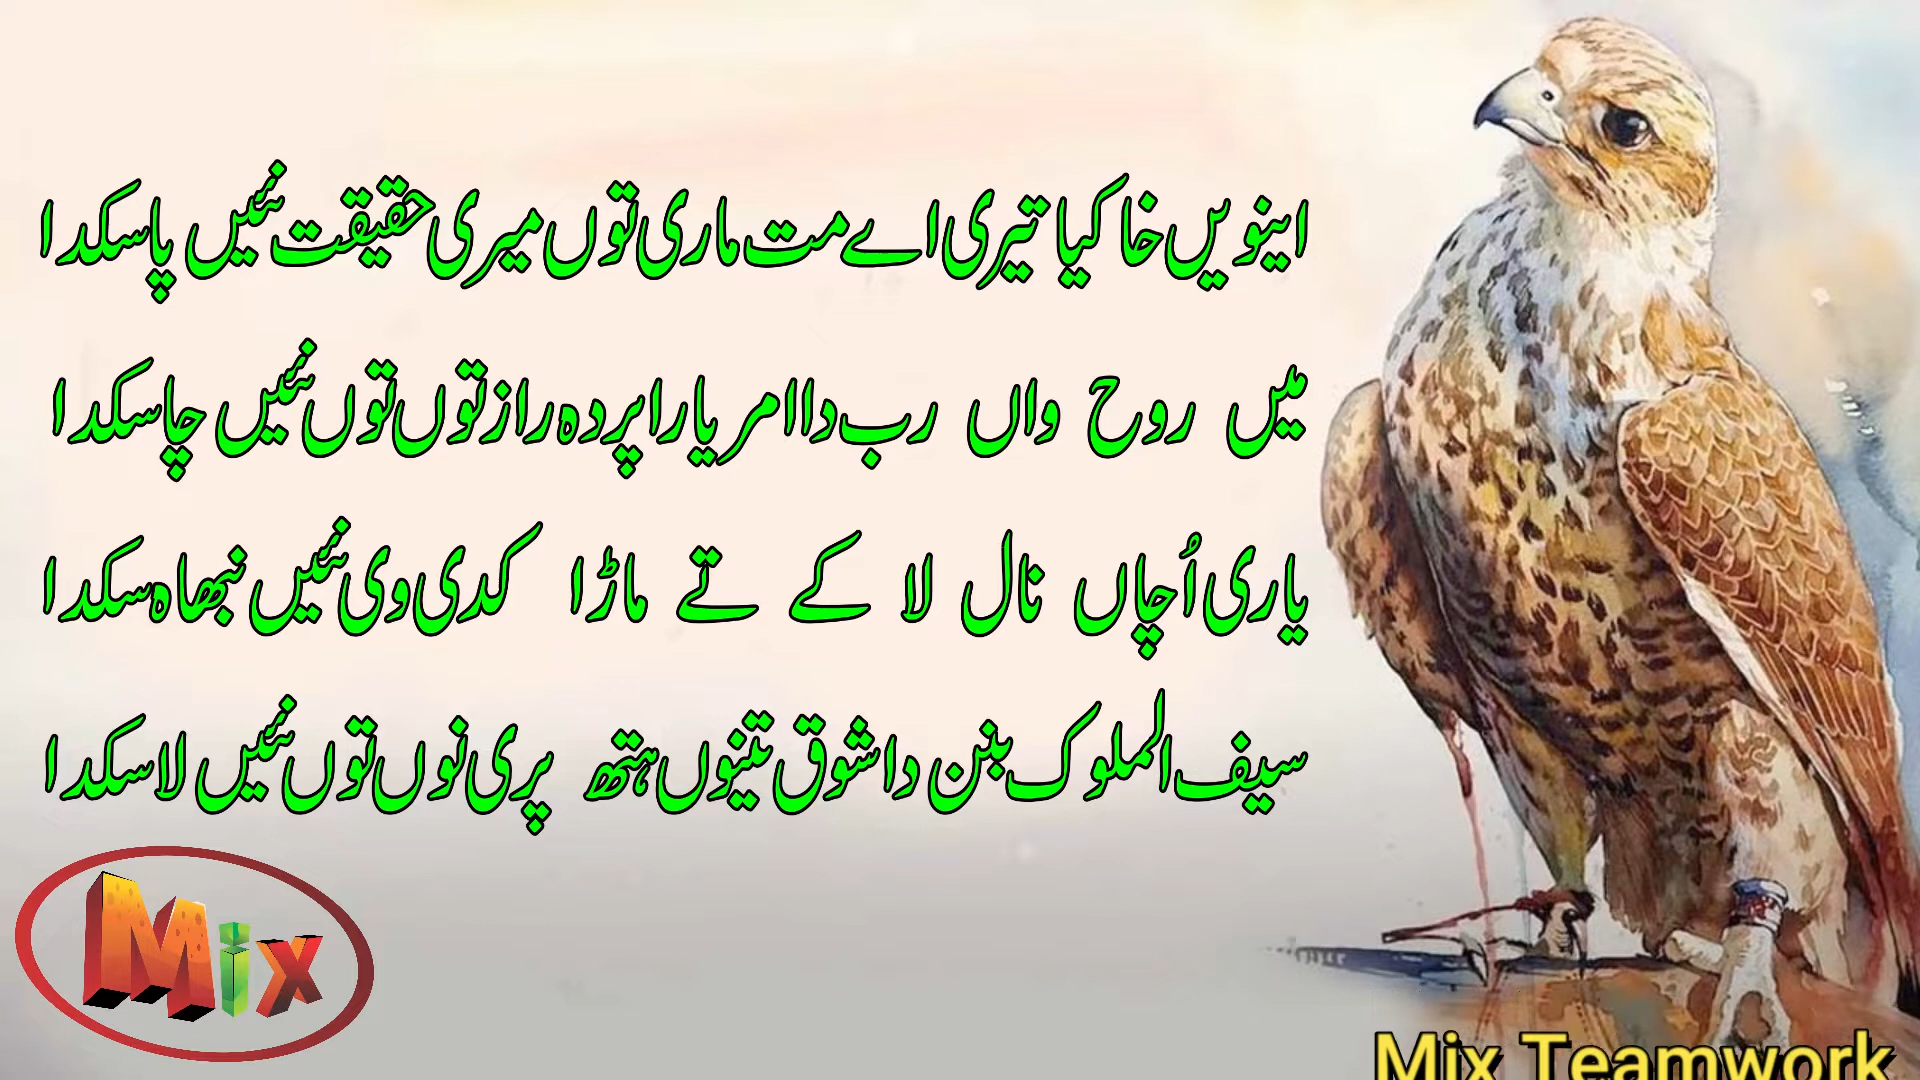 اینویں خا کیا تیری اے مت ماری توں میری حقیقت نئیں پا سکدا
میں روح واں رب دا امر یارا پردہ راز توں توں نئیں چا سکدا
یاری اُچاں نال لا کے تے ماڑا کدی وی نئیں نبھاہ سکدا
سیف الملوک بنن دا شوق تینوں ہتھ پری نوں توں نئیں لا سکدا
Mix
Mix Teamwork